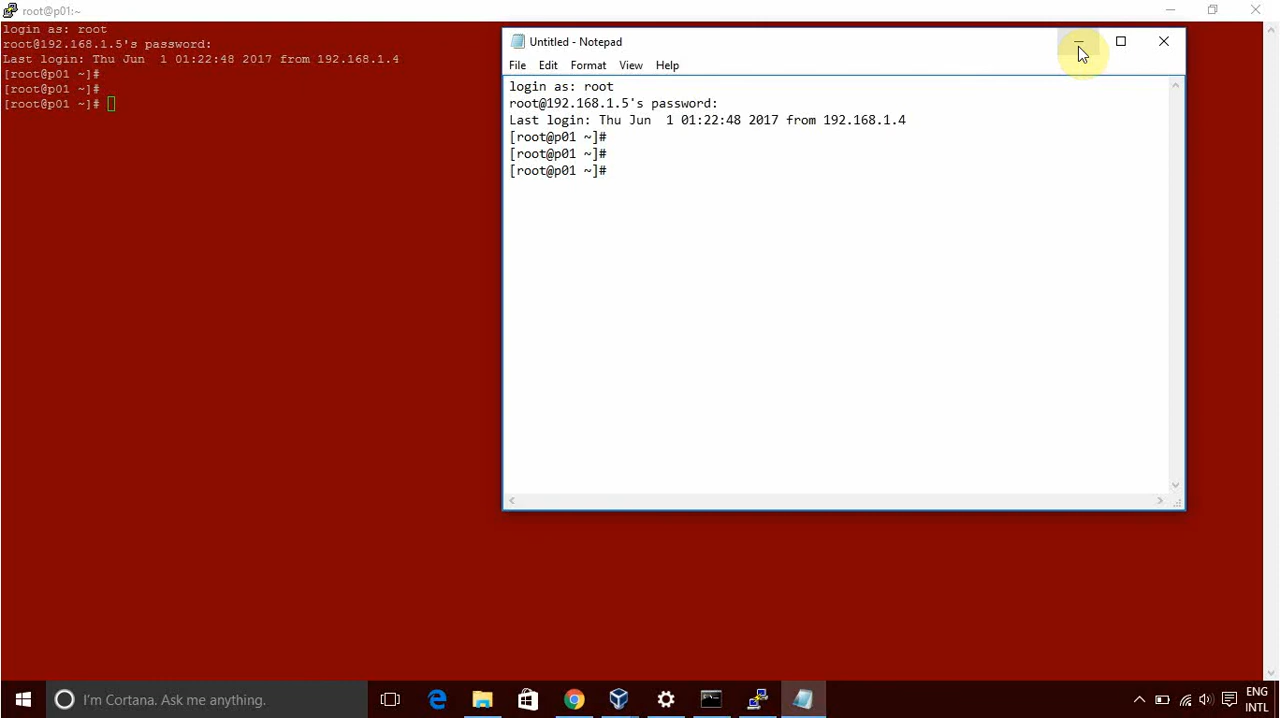 root@p01:~
login as: root
root@192.168.1.5's password:
Last login: Thu Jun  1 01:22:48 2017 from 192.168.1.4
[root@p01 ~]#
[root@p01 ~]#
[root@p01 ~]#
Untitled - Notepad
File Edit Format View Help
login as: root
root@192.168.1.5's password:
Last login: Thu Jun  1 01:22:48 2017 from 192.168.1.4
[root@p01 ~]#
[root@p01 ~]#
[root@p01 ~]#
I'm Cortana. Ask me anything.
ENG
INTL